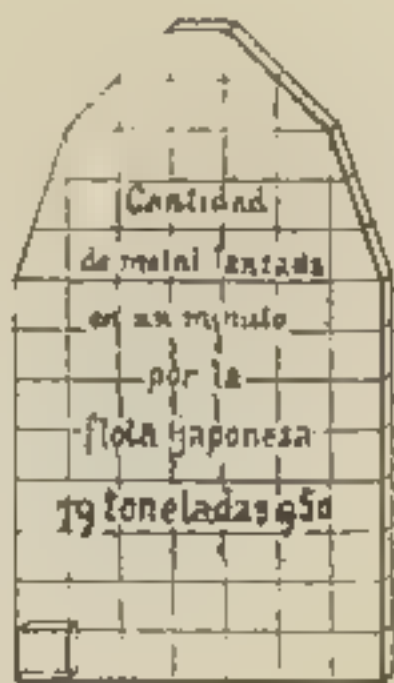 Cantidad
de metal lanzada
en un minuto
por la
flota japonesa
19 toneladas 950